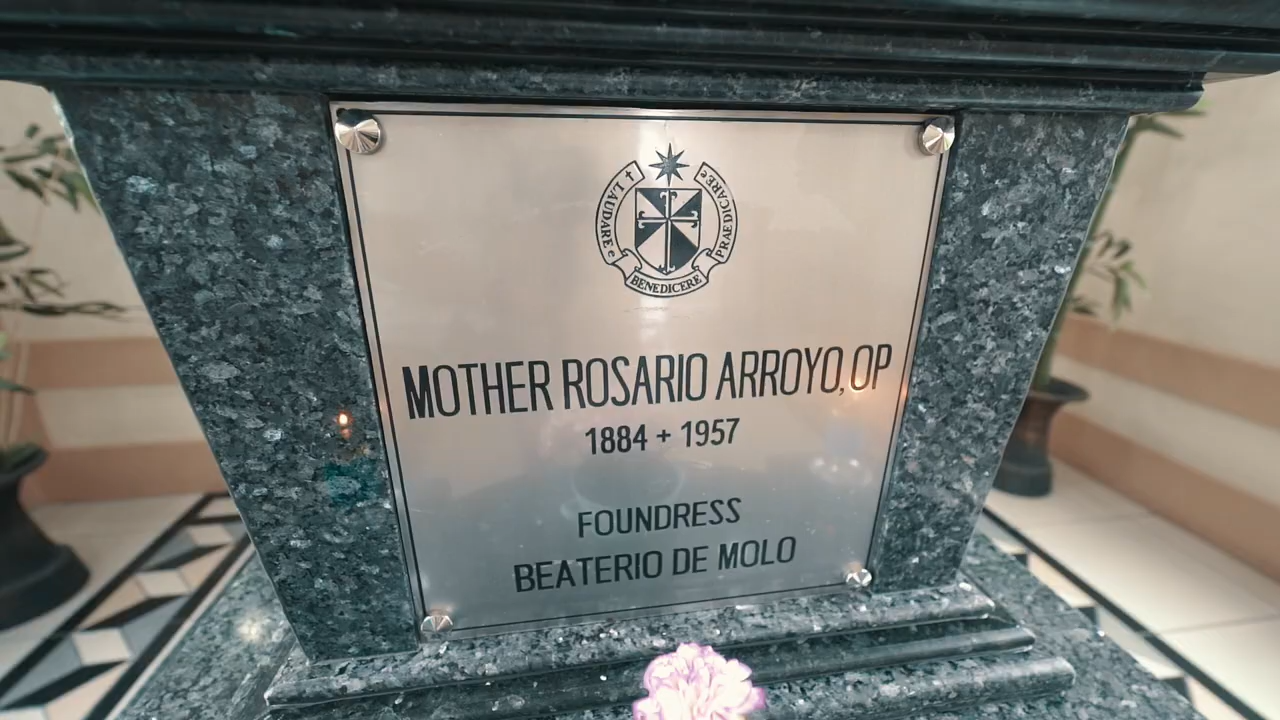 LAUDARE e
BENEDICERE
PRAEDICARE e
MOTHER ROSARIO ARROYO, OP
1884 + 1957
FOUNDRESS
BEATERIO DE MOLO